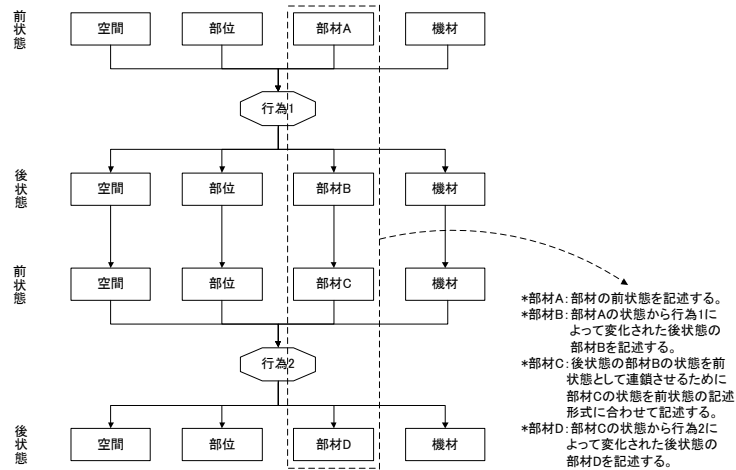 前状態
空間 部位 部材A 機材
行為1
後状態
空間 部位 部材B 機材
前状態
空間 部位 部材C 機材
行為2
後状態
空間 部位 部材D 機材
*部材A:部材の前状態を記述する。
*部材B:部材Aの状態から行為1に
よって変化された後状態の
部材Bを記述する。
*部材C:後状態の部材Bの状態を前
状態として連鎖させるために
部材Cの状態を前状態の記述
形式に合わせて記述する。
*部材D:部材Cの状態から行為2に
よって変化された後状態の
部材Dを記述する。